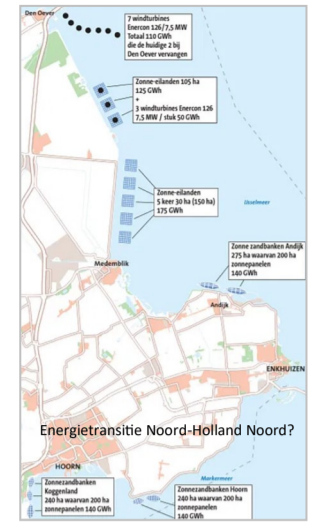 Den Oever
7 windturbines
Enercon 126/7,5 MW
Totaal 110 GWh
die de huidige 2 bij
Den Oever vervangen
Zonne-eilanden 105 ha
125 GWh
+
3 windturbines Enercon 126
7,5 MW / stuk 50 GWh
Zonne-eilanden
5 keer 30 ha (150 ha)
175 GWh
IJsselmeer
Medemblik
Zonne zandbanken Andijk
275 ha waarvan 200 ha
zonnepanelen
140 GWh
Andijk
ENKHUIZEN
Energietransitie Noord-Holland Noord?
HOORN
Markermeer
Zonnezandbanken
Koggenland
240 ha waarvan 200 ha
zonnepanelen 140 GWh
Zonnezandbanken Hoorn
240 ha waarvan 200 ha
zonnepanelen
140 GWh